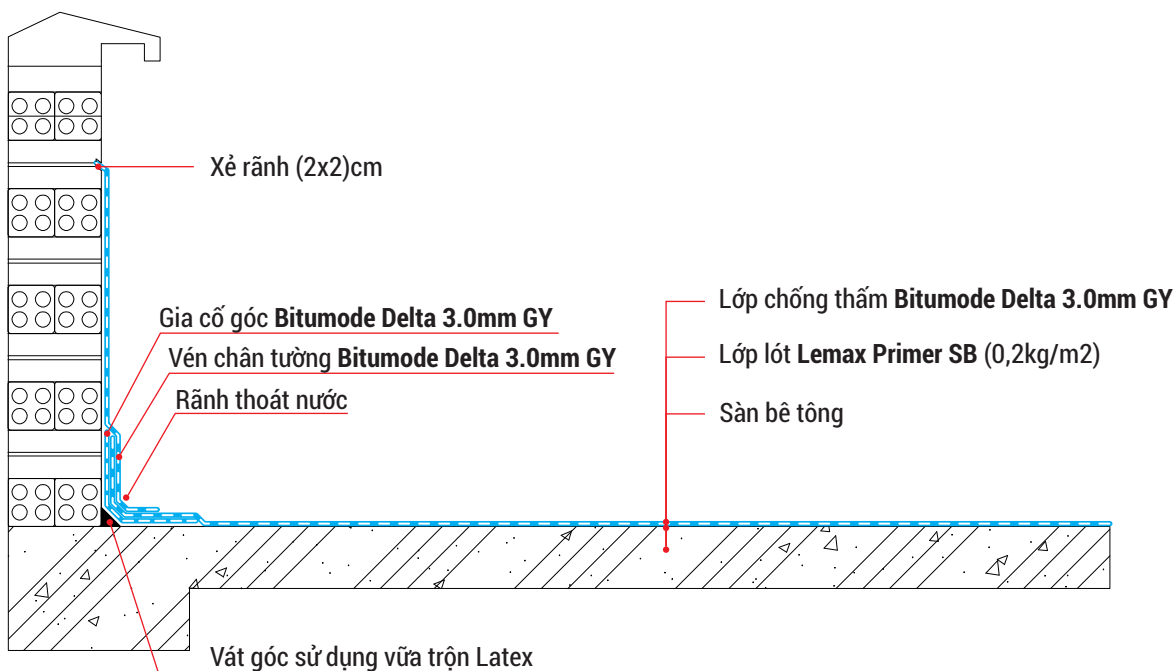 Xẻ rãnh (2x2)cm
Gia cố góc Bitumode Delta 3.0mm GY
Vén chân tường Bitumode Delta 3.0mm GY
Rãnh thoát nước
Lớp chống thấm Bitumode Delta 3.0mm GY
Lớp lót Lemax Primer SB (0,2kg/m2)
Sàn bê tông
Vát góc sử dụng vữa trộn Latex